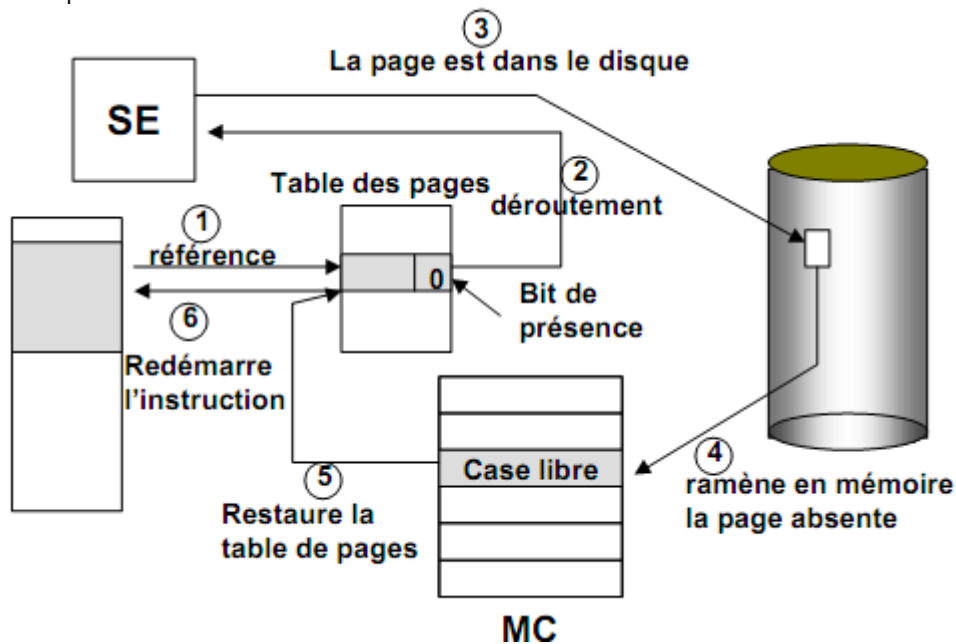 3
La page est dans le disque
SE
2
Table des pages
déroutement
1
référence
0
6
Bit de
présence
Redémarre
l'instruction
Case libre
4
ramène en mémoire
la page absente
5
Restaure la
table de pages
MC